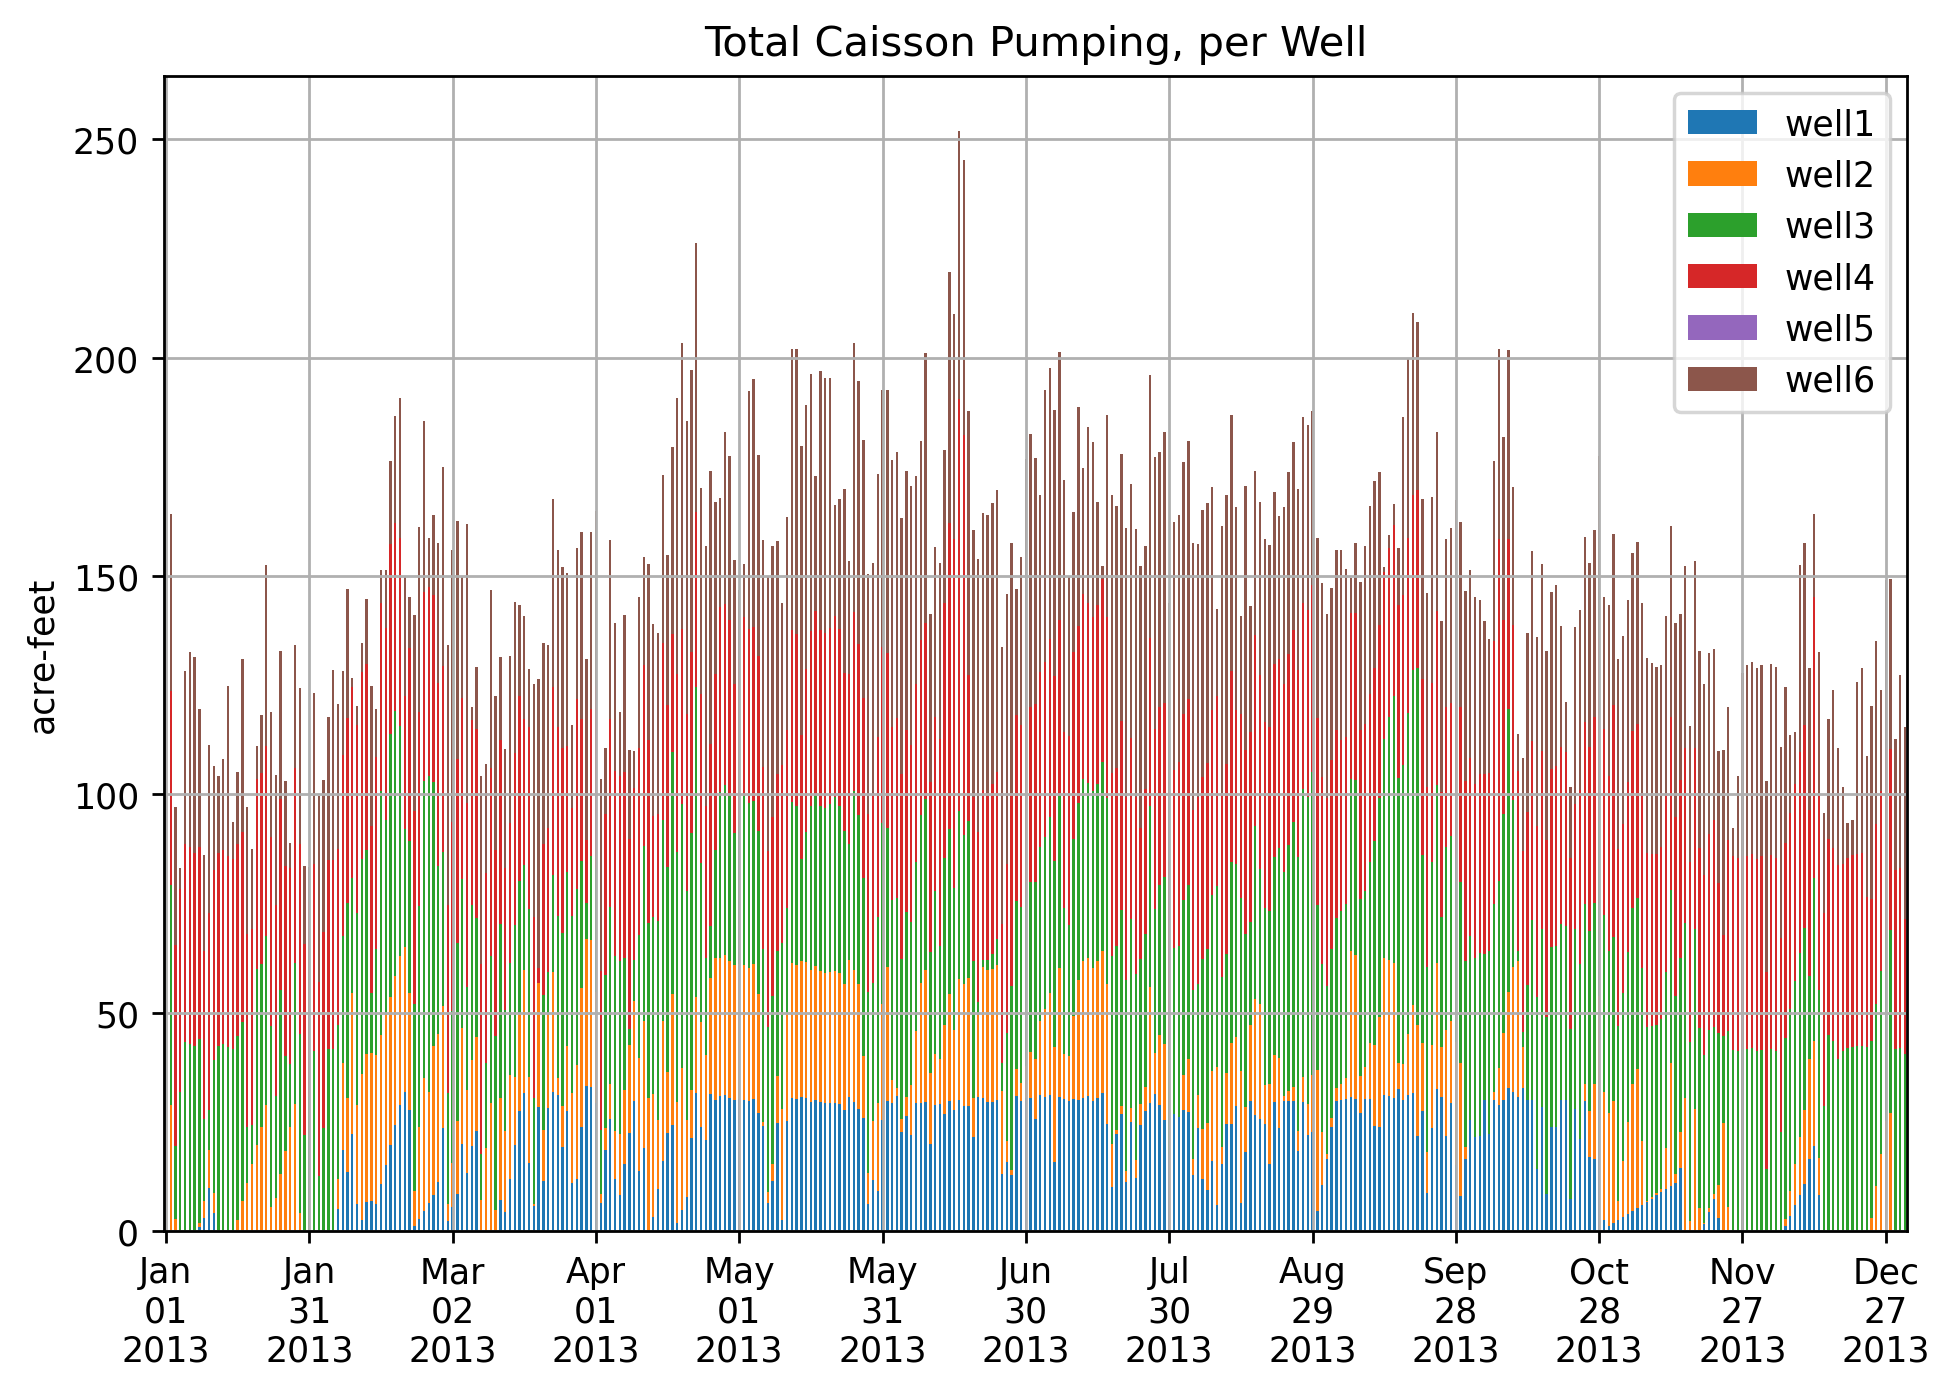 Total Caisson Pumping, per Well
250
200
150
100
50
0
acre-feet
well1
well2
well3
well4
well5
well6
Jan
01
2013
Jan
31
2013
Mar
02
2013
Apr
01
2013
May
01
2013
May
31
2013
Jun
30
2013
Jul
30
2013
Aug
29
2013
Sep
28
2013
Oct
28
2013
Nov
27
2013
Dec
27
2013